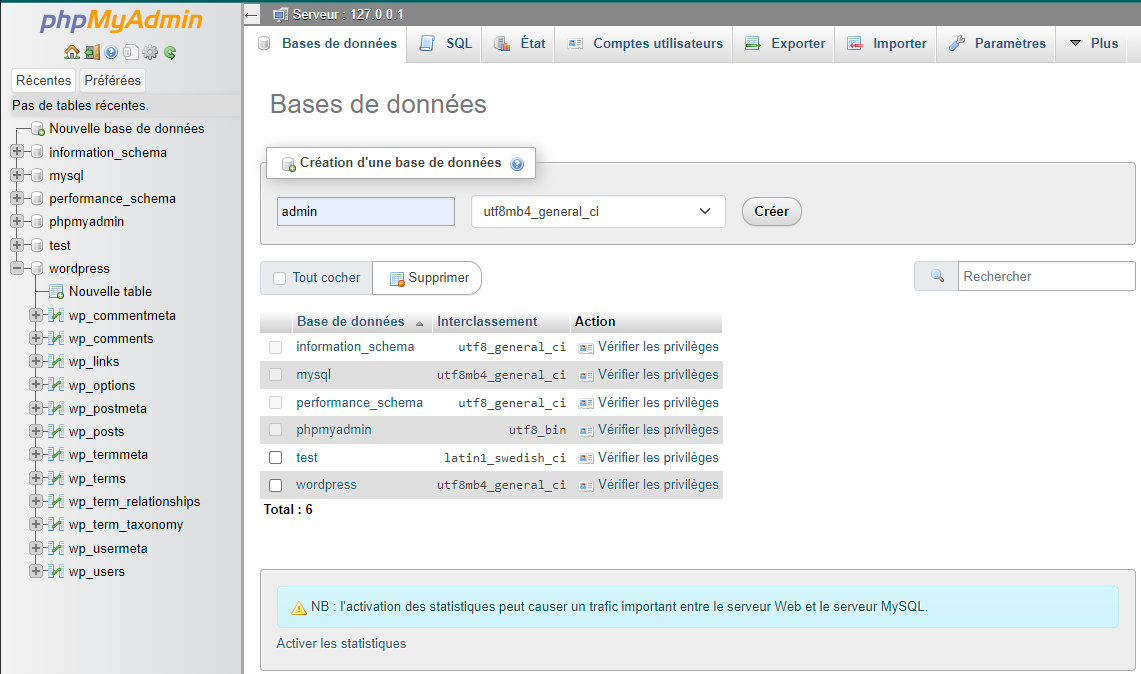 phpMyAdmin
Récentes Préférées
Pas de tables récentes.
Nouvelle base de données
information_schema
mysql
performance_schema
phpmyadmin
test
wordpress
Nouvelle table
wp_commentmeta
wp_comments
wp_links
wp_options
wp_postmeta
wp_posts
wp_termmeta
wp_terms
wp_term_relationships
wp_term_taxonomy
wp_usermeta
wp_users
Serveur : 127.0.0.1
Bases de données SQL État Comptes utilisateurs Exporter Importer Paramètres Plus
Bases de données
Création d'une base de données
admin utf8mb4_general_ci Créer
Tout cocher Supprimer Rechercher
Base de données Interclassement Action
information_schema utf8_general_ci Vérifier les privilèges
mysql utf8mb4_general_ci Vérifier les privilèges
performance_schema utf8_general_ci Vérifier les privilèges
phpmyadmin utf8_bin Vérifier les privilèges
test latin1_swedish_ci Vérifier les privilèges
wordpress utf8mb4_general_ci Vérifier les privilèges
Total : 6
NB : l'activation des statistiques peut causer un trafic important entre le serveur Web et le serveur MySQL.
Activer les statistiques